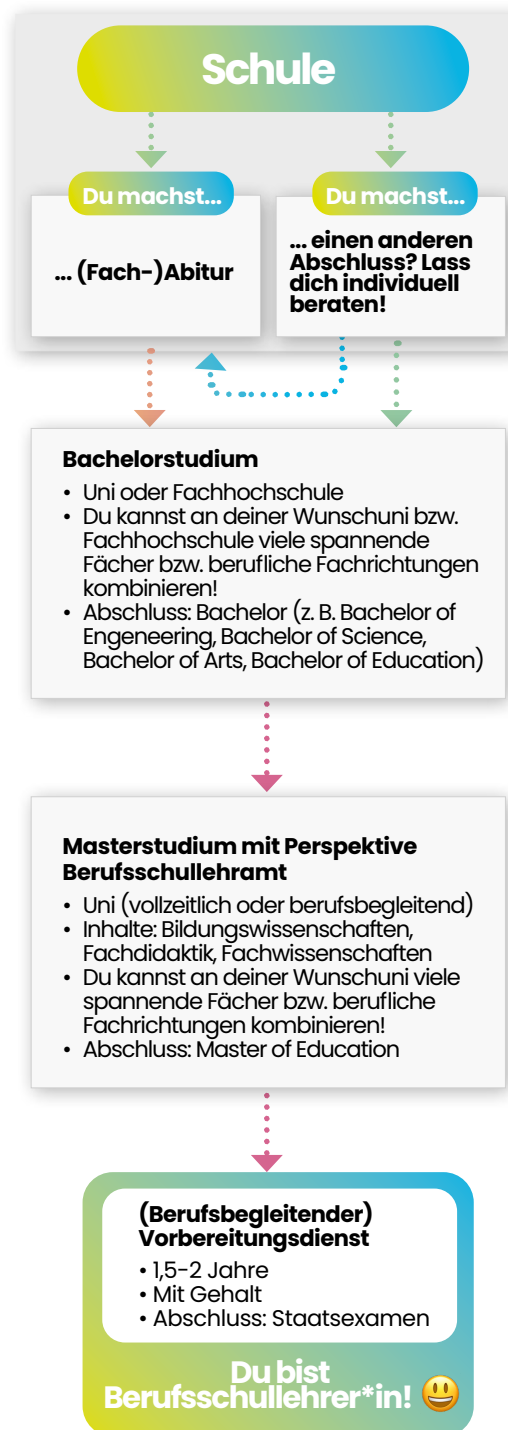 Schule
Du machst...
... (Fach-)Abitur
Du machst...
... einen anderen
Abschluss? Lass
dich individuell
beraten!
Bachelorstudium
• Uni oder Fachhochschule
• Du kannst an deiner Wunschuni bzw.
Fachhochschule viele spannende
Fächer bzw. berufliche Fachrichtungen
kombinieren!
• Abschluss: Bachelor (z. B. Bachelor of
Engeneering, Bachelor of Science,
Bachelor of Arts, Bachelor of Education)
Masterstudium mit Perspektive
Berufsschullehramt
• Uni (vollzeitlich oder berufsbegleitend)
• Inhalte: Bildungswissenschaften,
Fachdidaktik, Fachwissenschaften
• Du kannst an deiner Wunschuni viele
spannende Fächer bzw. berufliche
Fachrichtungen kombinieren!
• Abschluss: Master of Education
(Berufsbegleitender)
Vorbereitungsdienst
• 1,5-2 Jahre
• Mit Gehalt
• Abschluss: Staatsexamen
Du bist
Berufsschullehrer*in! 😃